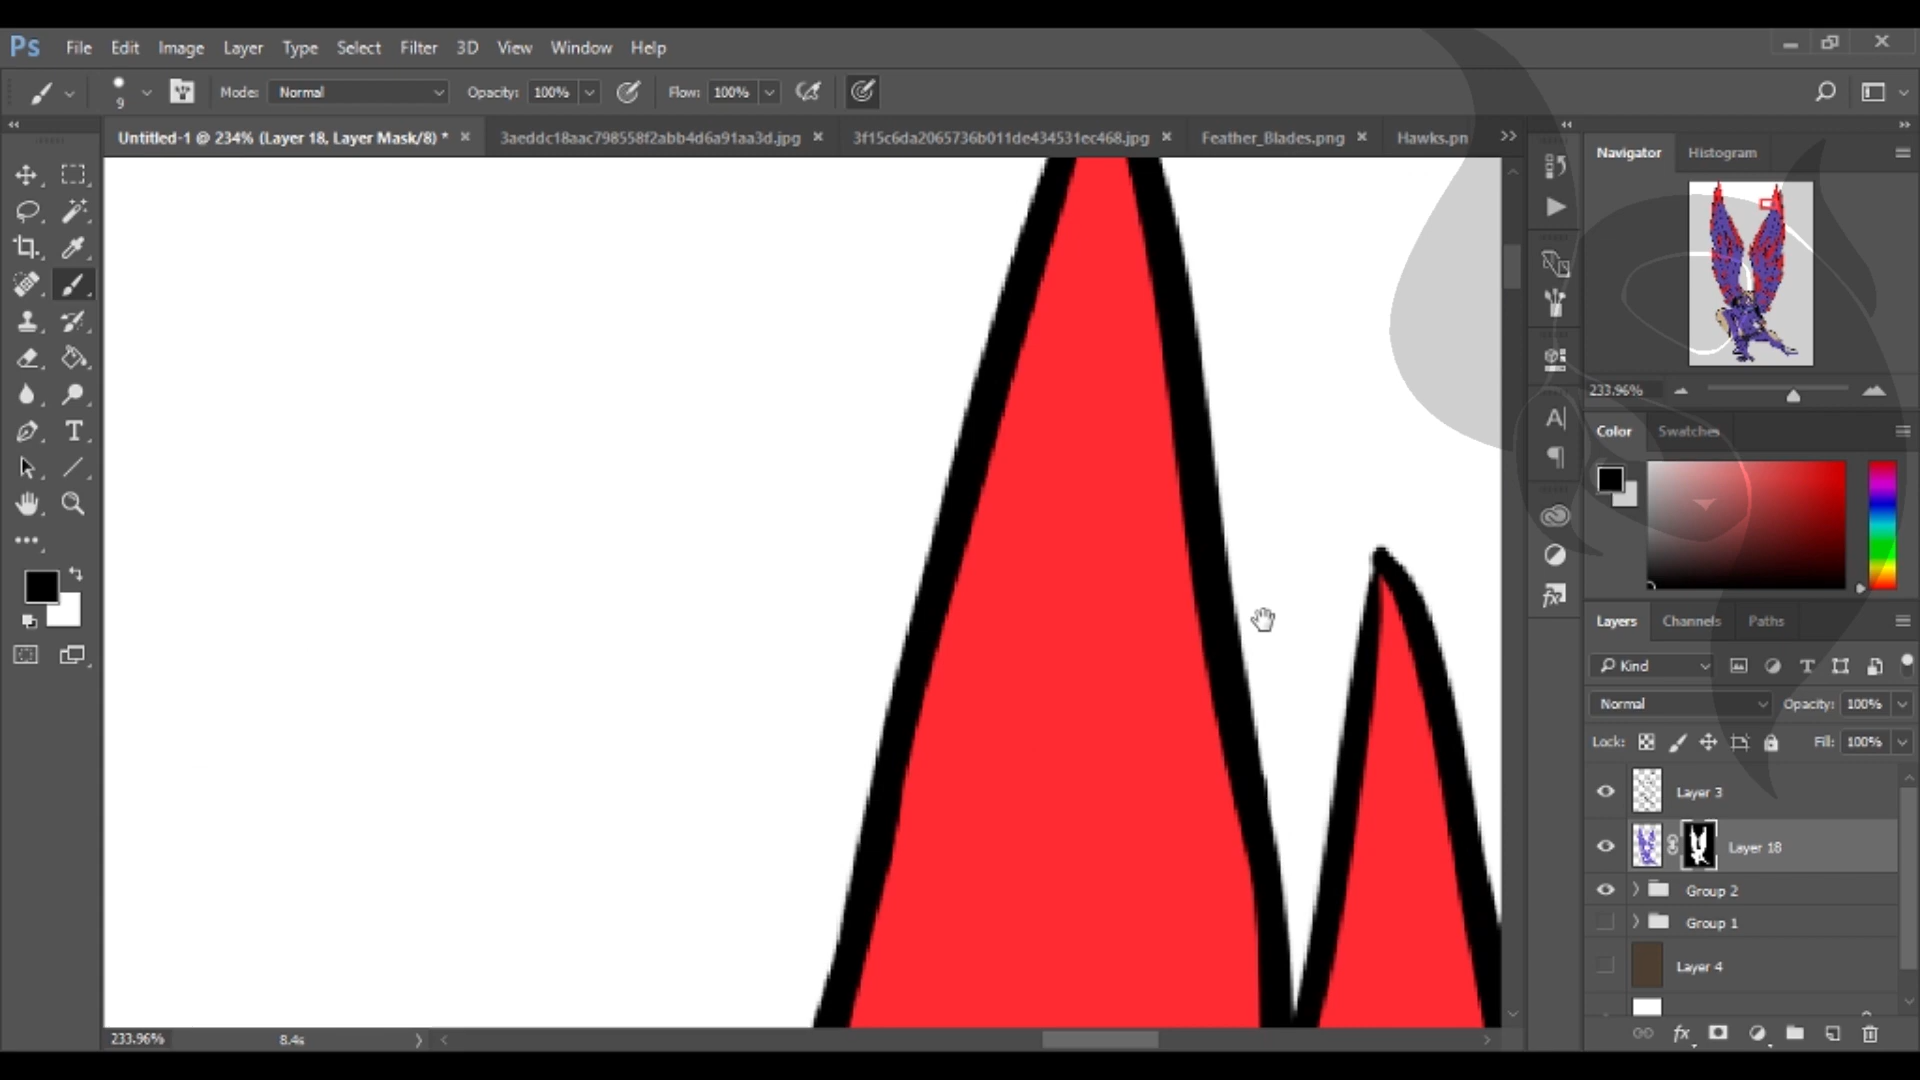 Ps File Edit Image Layer Type Select Filter 3D View Window Help
9 Mode: Normal Opacity: 100% Flow: 100%
Untitled-1 @ 234% (Layer 18, Layer Mask/8) * 3aeddc18aac798558f2abb4d6a91aa3d.jpg 3f15c6da2065736b011de434531ec468.jpg Feather_Blades.png Hawks.pn
Navigator Histogram
233.96%
Color Swatches
Layers Channels Paths
Kind
Normal Opacity: 100%
Lock: Fill: 100%
Layer 3
Layer 18
Group 2
Group 1
Layer 4
233.96% 8.4s